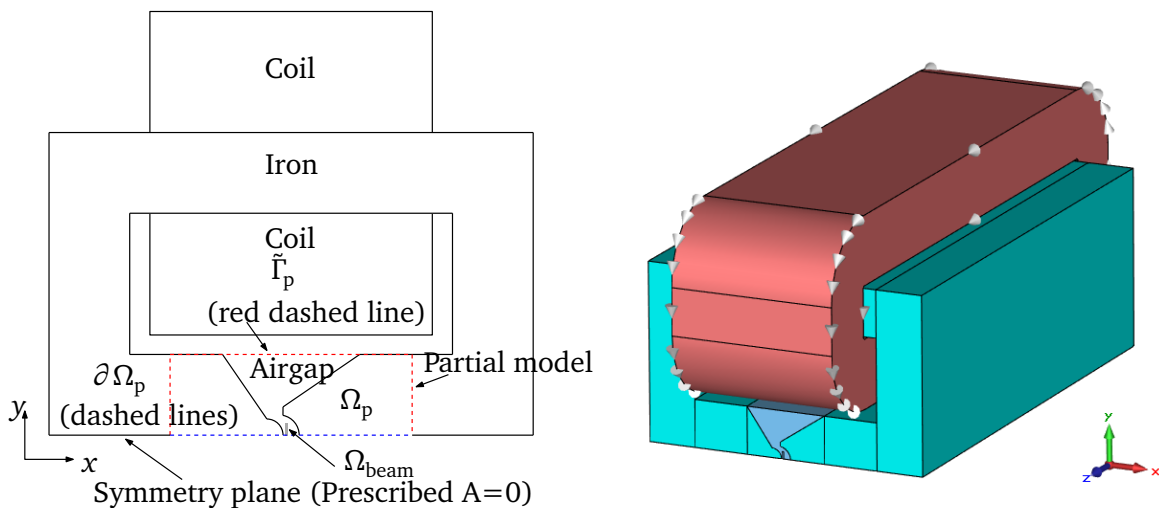 Coil
Iron
Coil
Γ̃p
(red dashed line)
Airgap
Partial model
∂Ωp
(dashed lines)
Ωp
y
x
Ωbeam
Symmetry plane (Prescribed A=0)
Y
X
Z